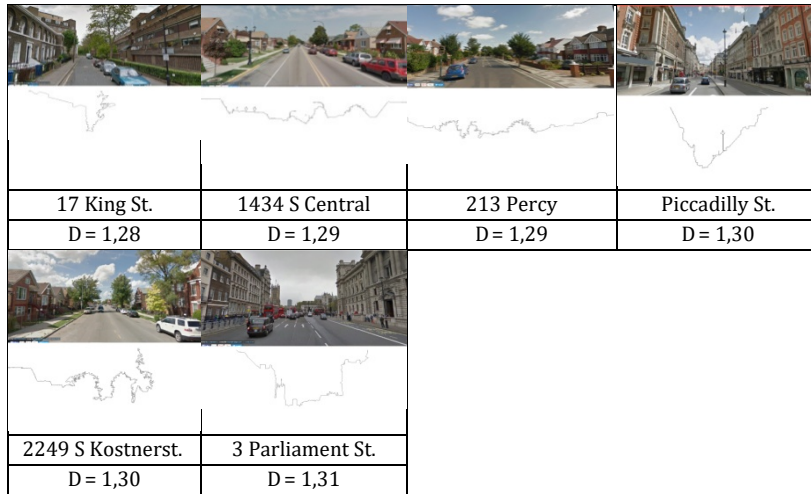 17 King St. 1434 S Central 213 Percy Piccadilly St.
D = 1,28 D = 1,29 D = 1,29 D = 1,30
2249 S Kostnerst. 3 Parliament St.
D = 1,30 D = 1,31